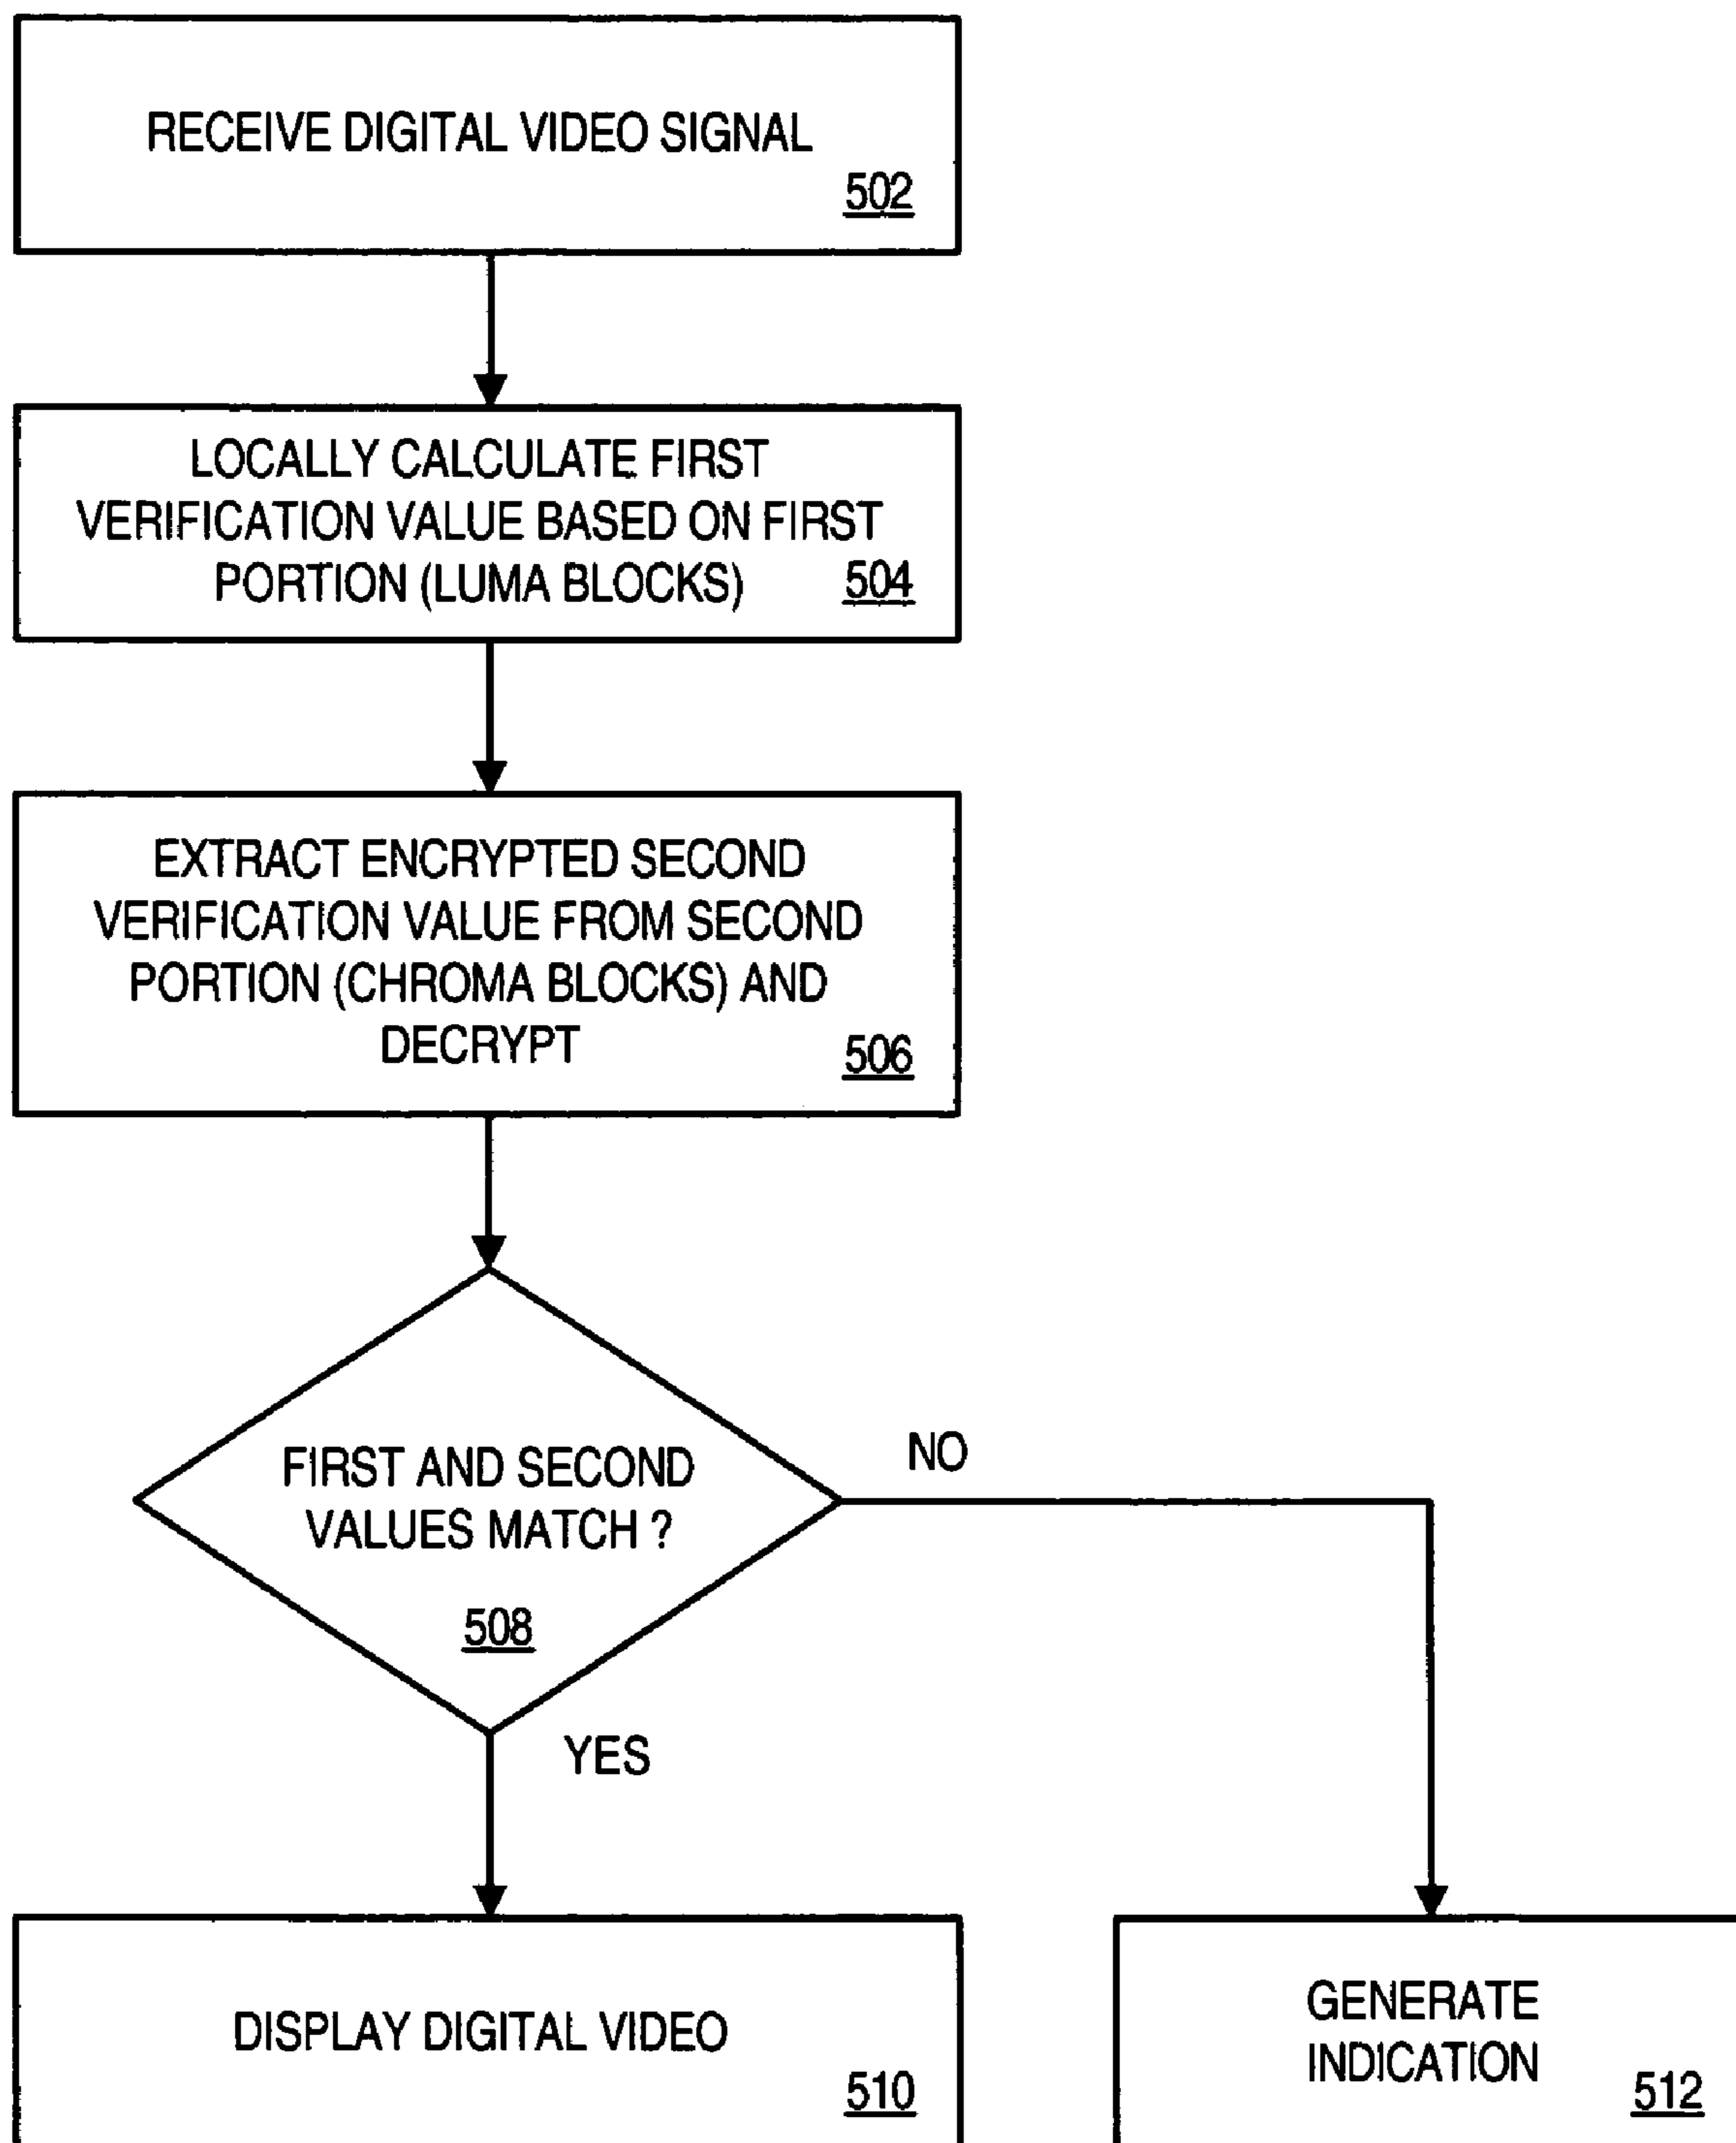 RECEIVE DIGITAL VIDEO SIGNAL
502
LOCALLY CALCULATE FIRST
VERIFICATION VALUE BASED ON FIRST
PORTION (LUMA BLOCKS)
504
EXTRACT ENCRYPTED SECOND
VERIFICATION VALUE FROM SECOND
PORTION (CHROMA BLOCKS) AND
DECRYPT
506
FIRST AND SECOND
VALUES MATCH ?
508
NO
YES
DISPLAY DIGITAL VIDEO
510
GENERATE
INDICATION
512